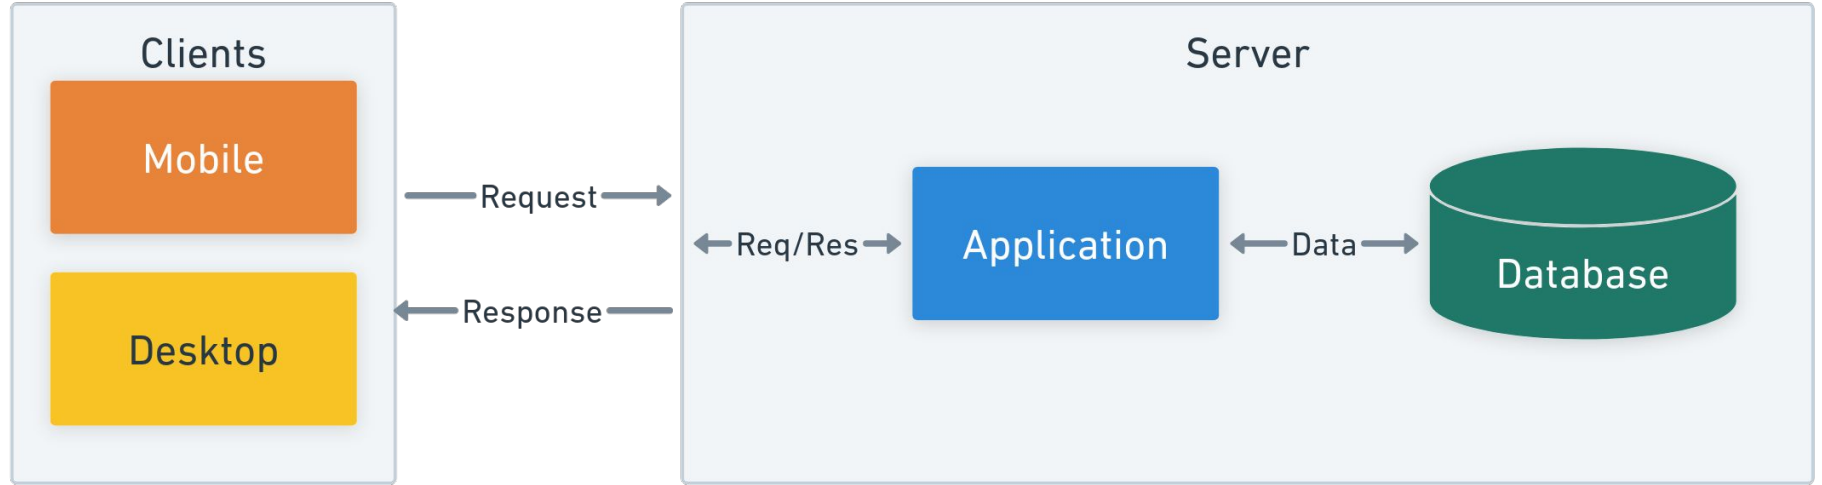 Clients
Mobile
Desktop
Request
Response
Server
Req/Res
Application
Data
Database